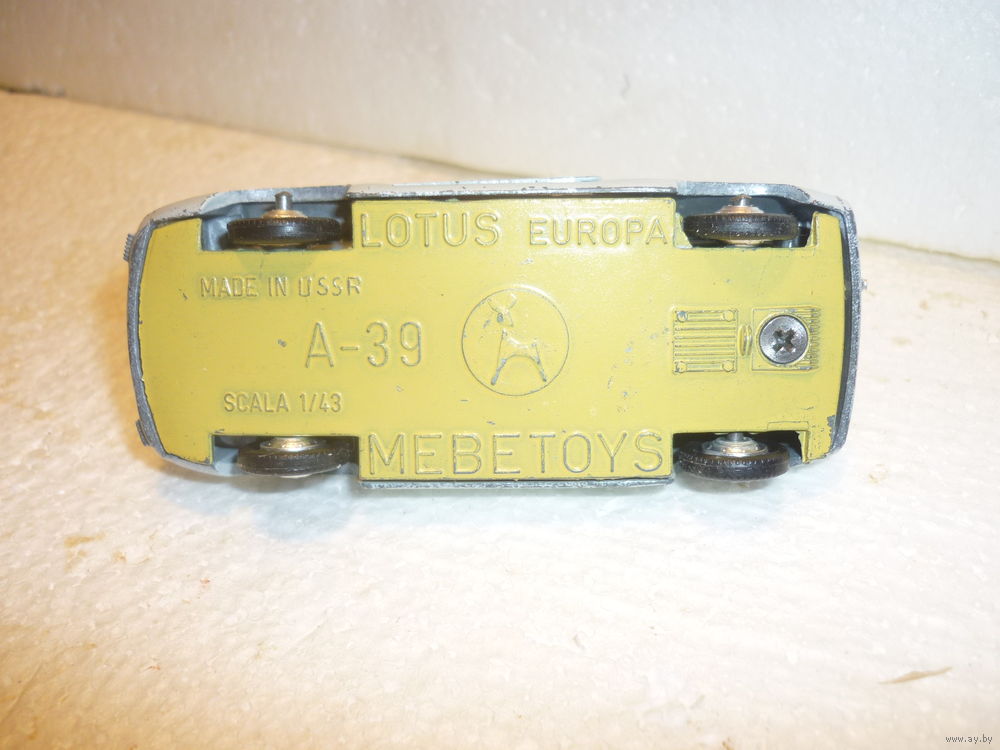 LOTUS EUROPA
MADE IN USSR
A-39
SCALA 1/43
MEBETOYS
www.ay.by